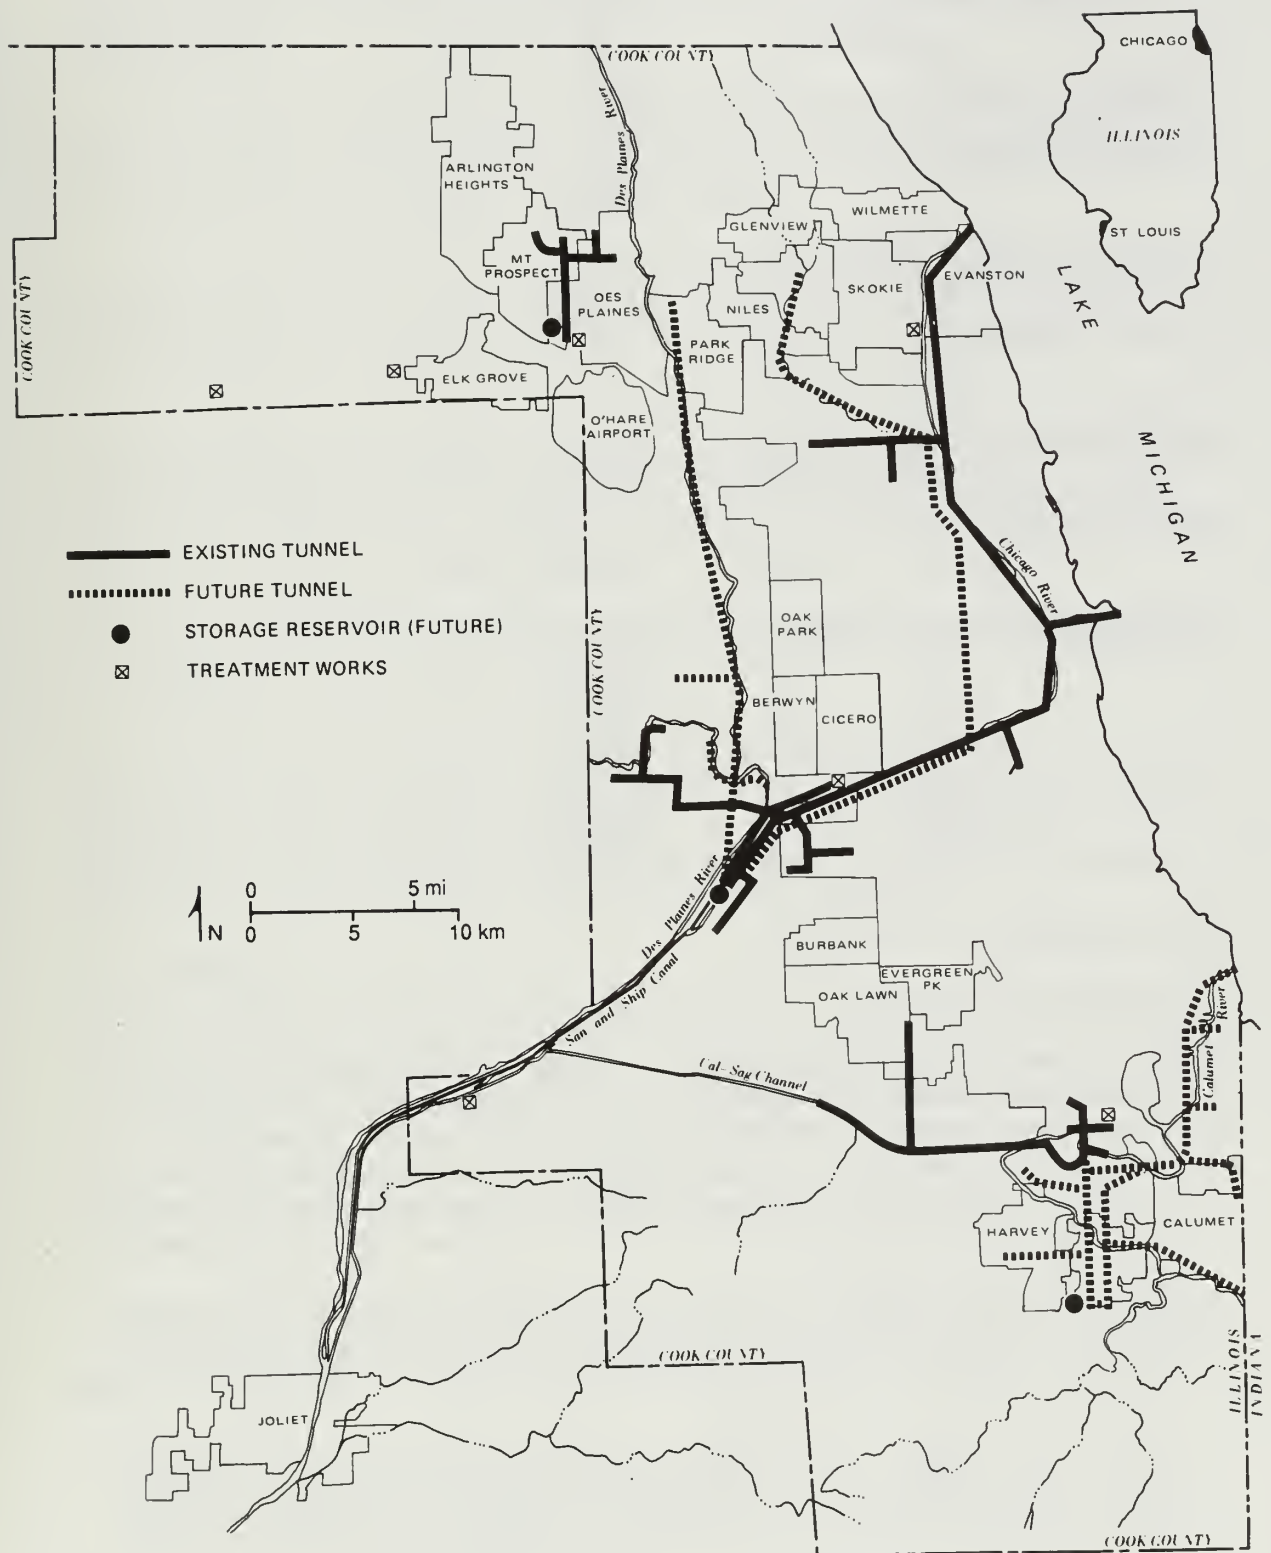 COOK COUNTY
CHICAGO
ILLINOIS
ST LOUIS
Des Plaines River
ARLINGTON
HEIGHTS
WILMETTE
GLENVIEW
MT
PROSPECT
OES
PLAINES
NILES
SKOKIE
EVANSTON
LAKE
MICHIGAN
COOK COUNTY
PARK
RIDGE
ELK GROVE
O'HARE
AIRPORT
EXISTING TUNNEL
FUTURE TUNNEL
STORAGE RESERVOIR (FUTURE)
TREATMENT WORKS
Chicago River
OAK
PARK
COOK COUNTY
BERWYN
CICERO
0 5 mi
0 5 10 km
N
Des Plaines River
San and Ship Canal
BURBANK
EVERGREEN
PK
OAK LAWN
Cal-Sag Channel
Calumet River
HARVEY
CALUMET
COOK COUNTY
ILLINOIS
INDIANA
JOLIET
COOK COUNTY